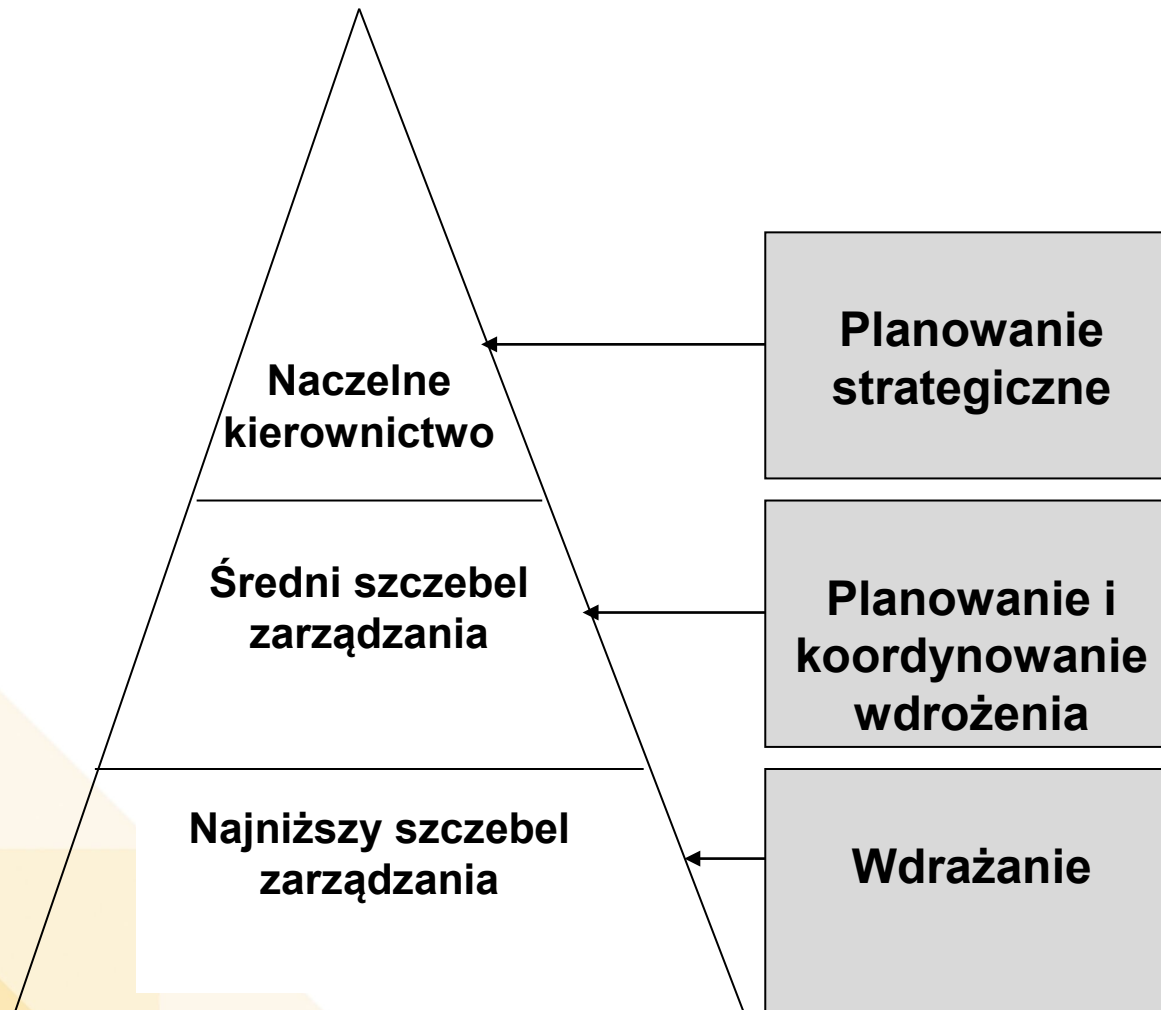 Naczelne
kierownictwo
Planowanie
strategiczne
Średni szczebel
zarządzania
Planowanie i
koordynowanie
wdrożenia
Najniższy szczebel
zarządzania
Wdrażanie